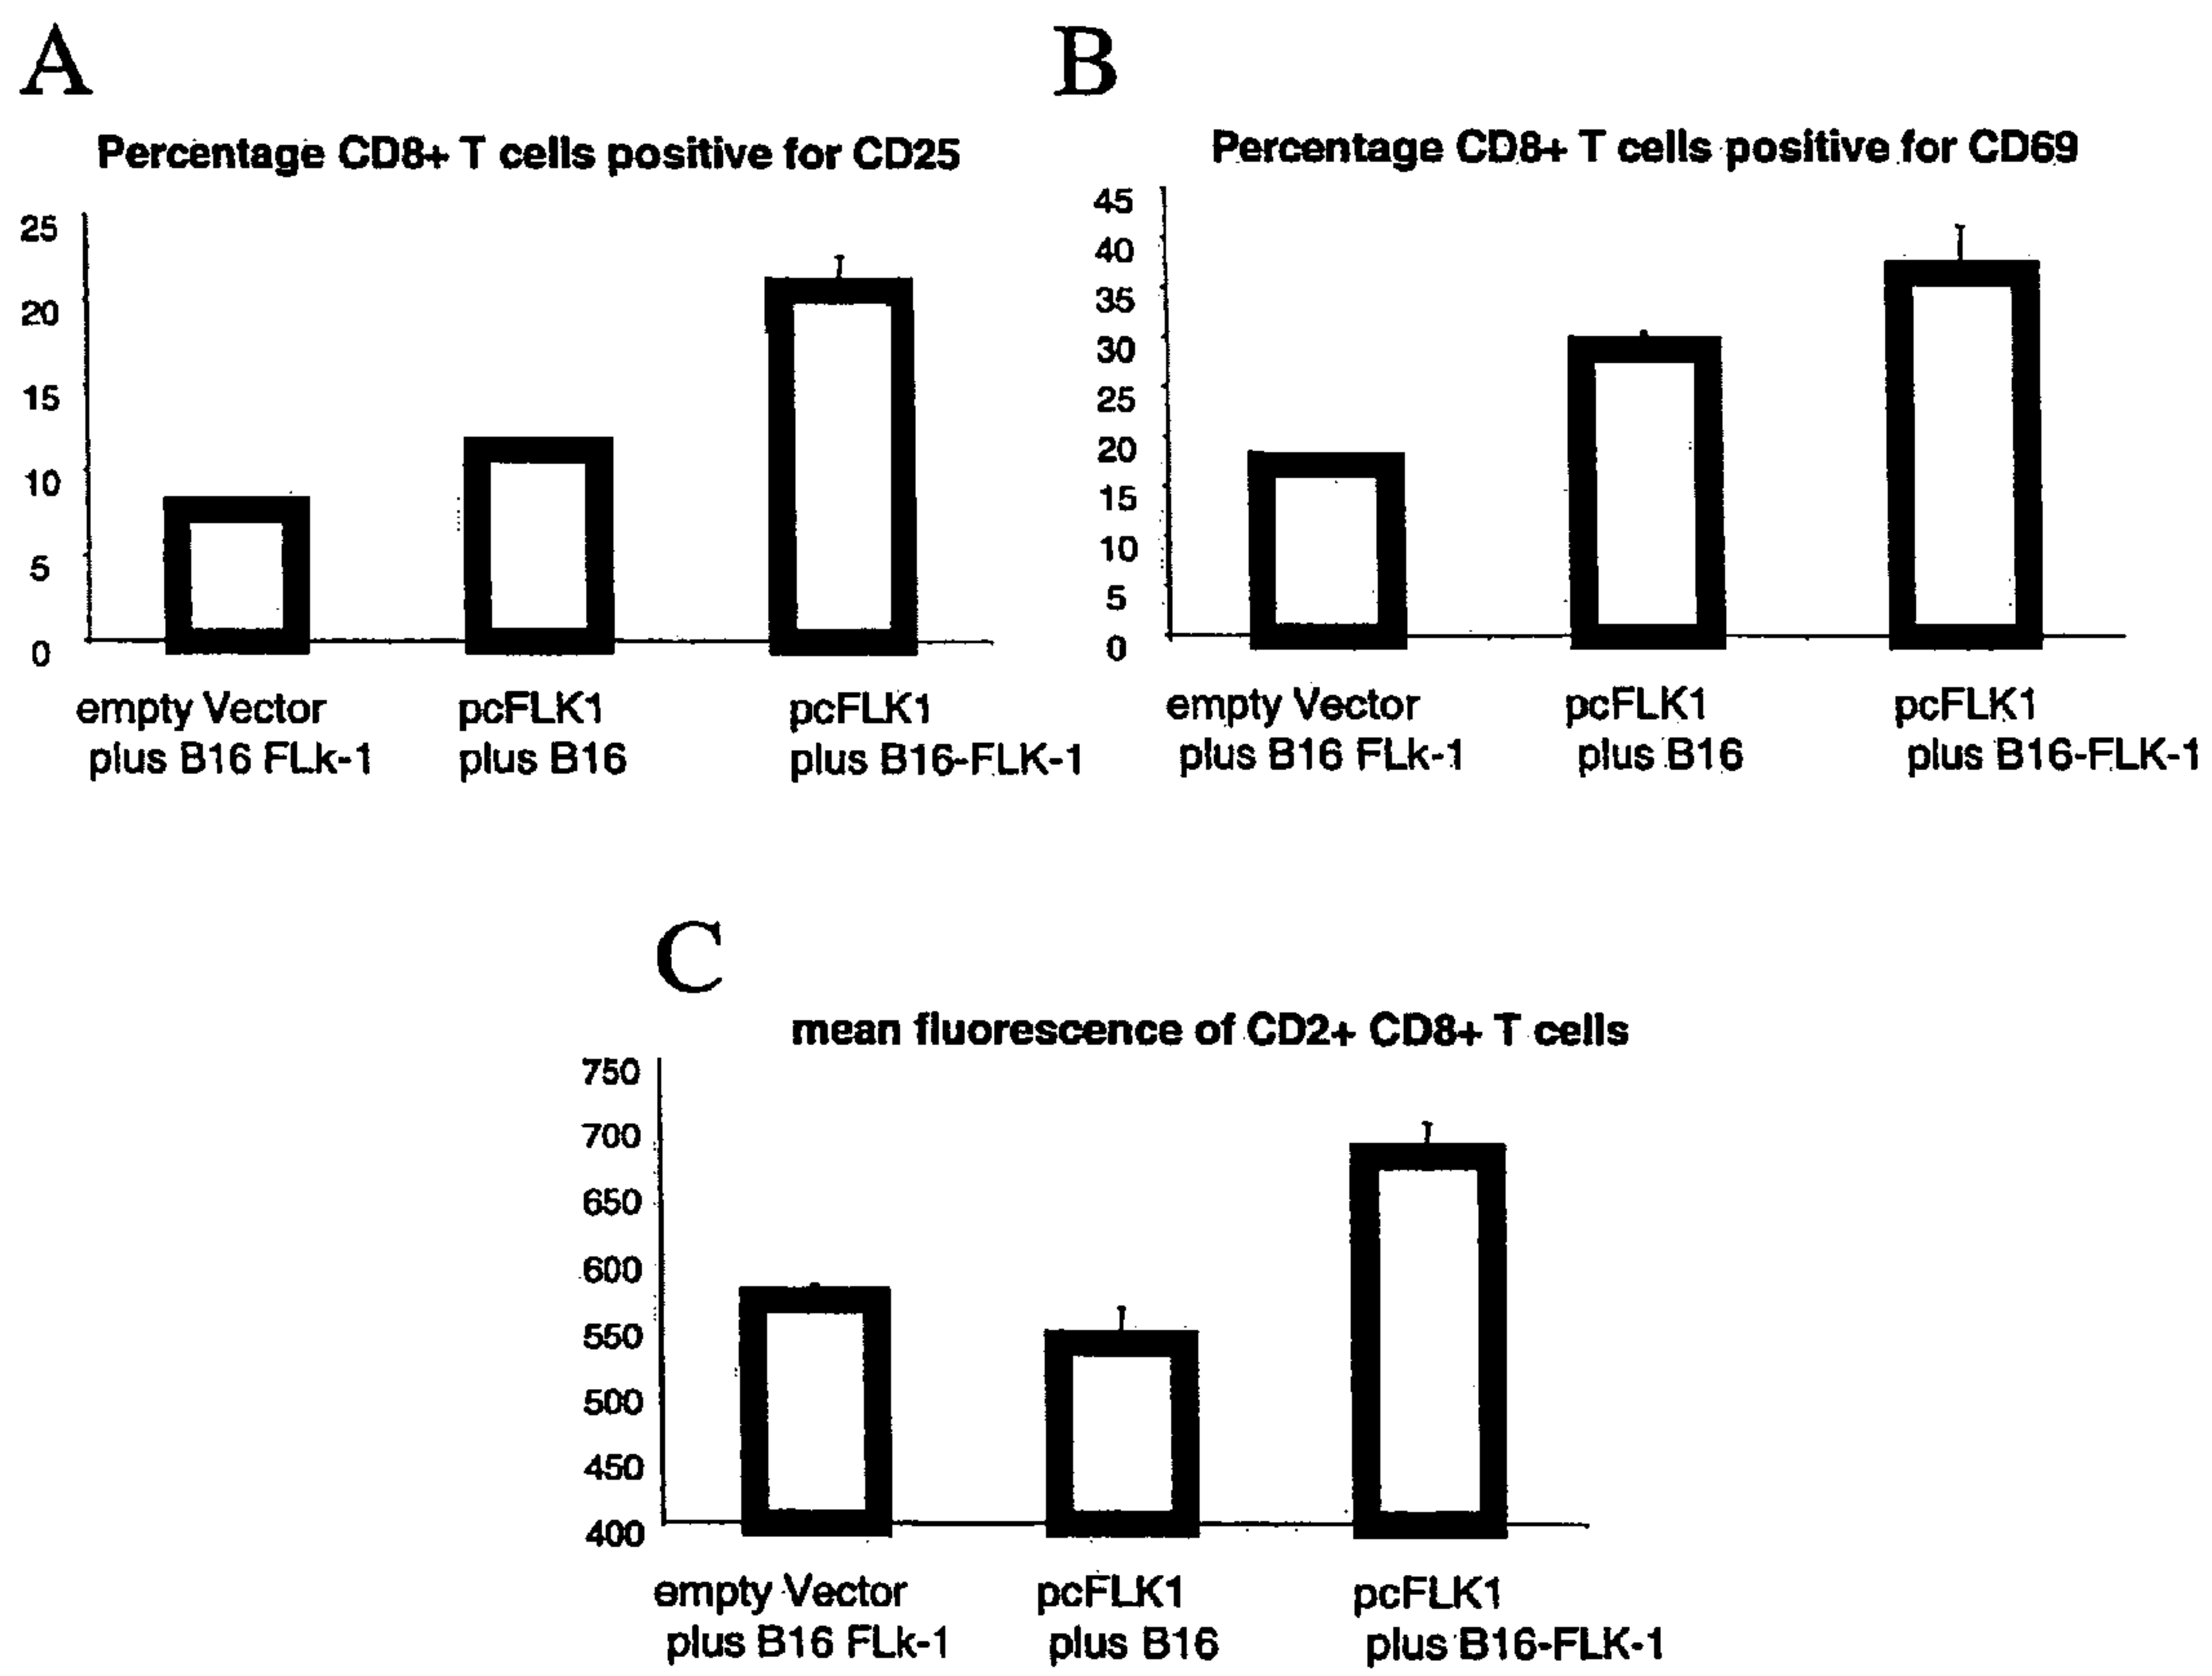 A
Percentage CD8+ T cells positive for CD25
25
20
15
10
5
0
empty Vector
plus B16 FLk-1
pcFLK1
plus B16
pcFLK1
plus B16-FLK-1
B
Percentage CD8+ T cells positive for CD69
45
40
35
30
25
20
15
10
5
0
empty Vector
plus B16 FLk-1
pcFLK1
plus B16
pcFLK1
plus B16-FLK-1
C
mean fluorescence of CD2+ CD8+ T cells
750
700
650
600
550
500
450
400
empty Vector
plus B16 FLk-1
pcFLK1
plus B16
pcFLK1
plus B16-FLK-1